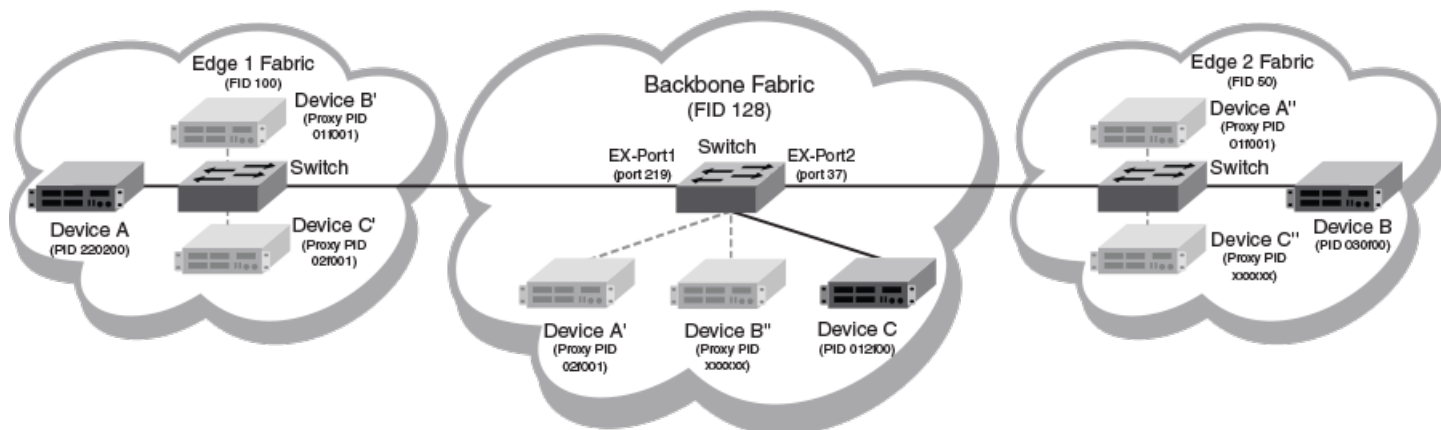 Edge 1 Fabric
(FID 100)
Device B'
(Proxy PID
01f001)
Switch
Device A
(PID 220200)
Device C'
(Proxy PID
02f001)
Backbone Fabric
(FID 128)
Switch
EX-Port1
(port 219)
EX-Port2
(port 37)
Device A'
(Proxy PID
02f001)
Device B"
(Proxy PID
xxxxxx)
Device C
(PID 012f00)
Edge 2 Fabric
(FID 50)
Device A"
(Proxy PID
01f001)
Switch
Device B
(PID 030f00)
Device C"
(Proxy PID
xxxxxx)